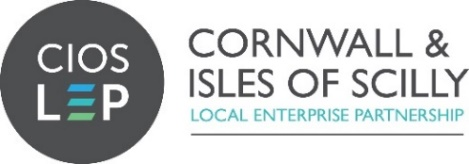 CIOS
LEP
CORNWALL &
ISLES OF SCILLY
LOCAL ENTERPRISE PARTNERSHIP